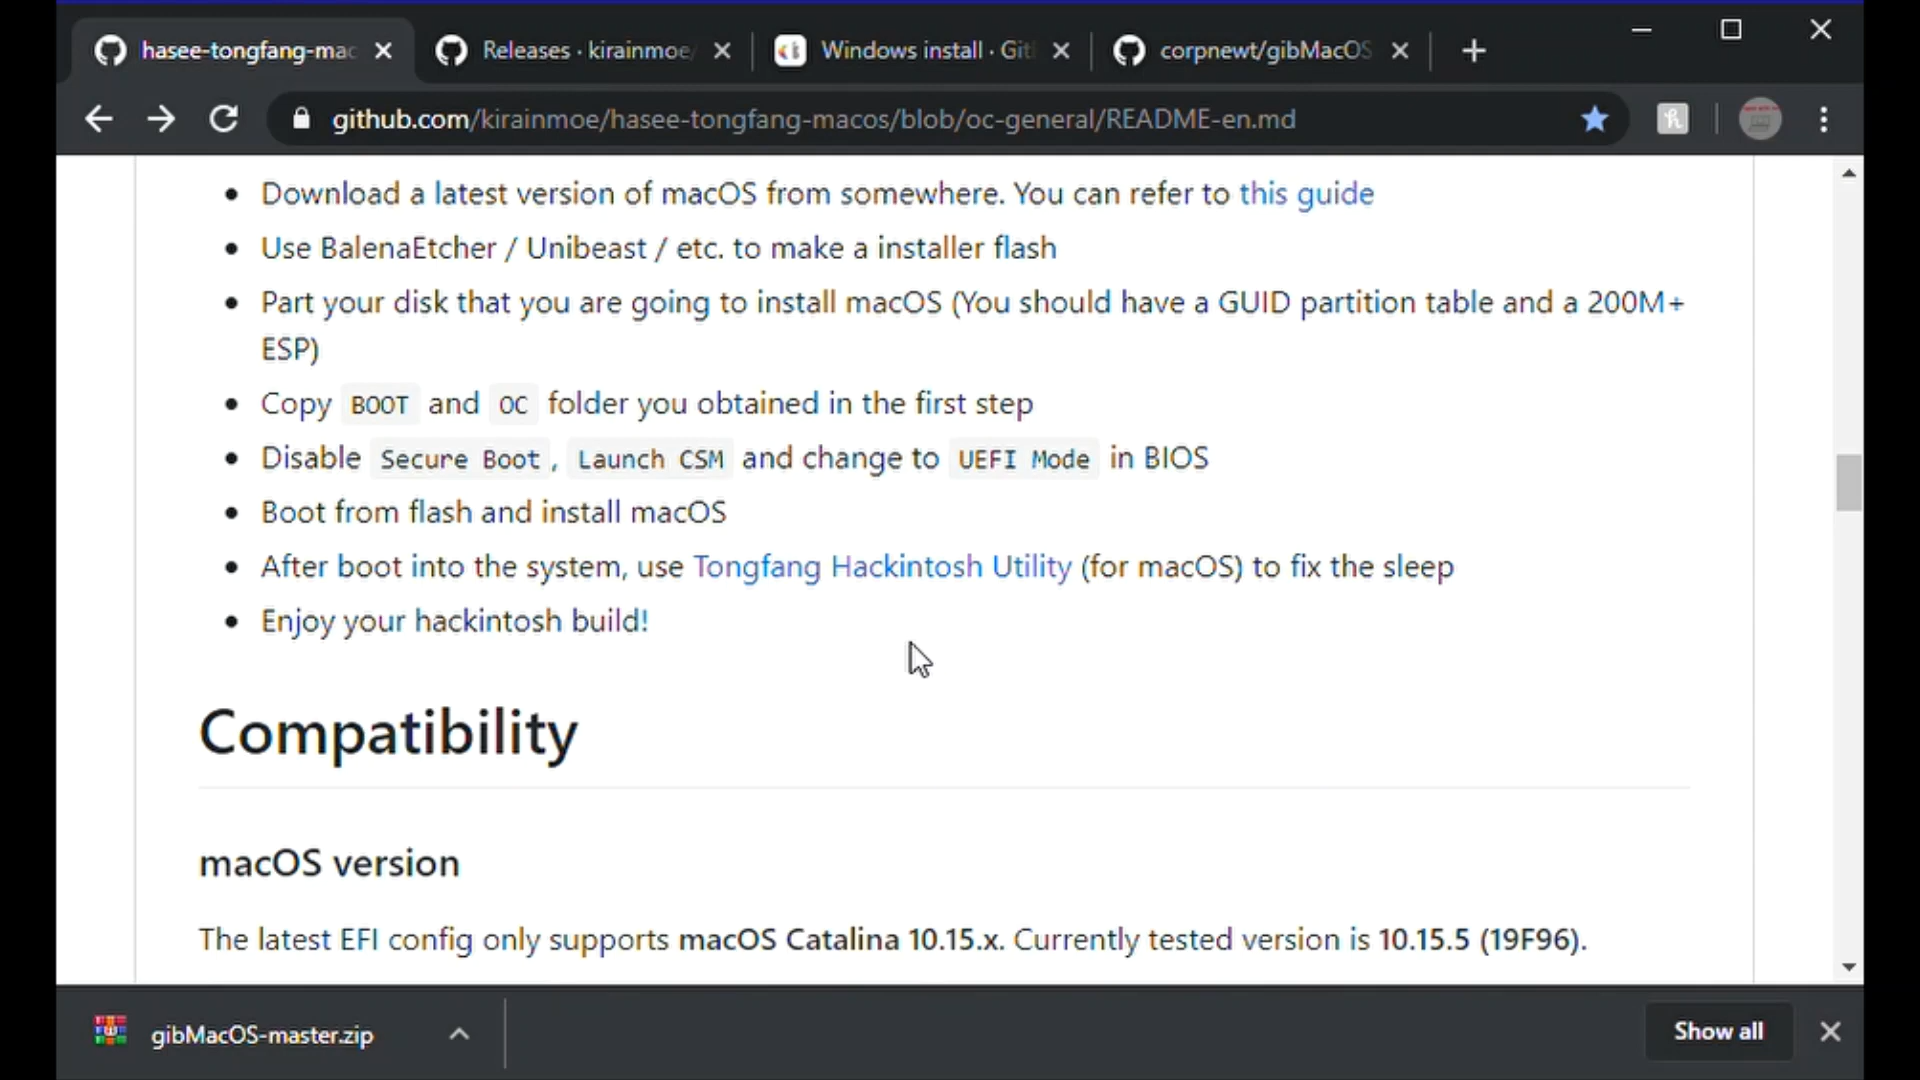 hasee-tongfang-mac
Releases · kirainmoe/
Windows install · Git
corpnewt/gibMacOS
github.com/kirainmoe/hasee-tongfang-macos/blob/oc-general/README-en.md
Download a latest version of macOS from somewhere. You can refer to this guide
Use BalenaEtcher / Unibeast / etc. to make a installer flash
Part your disk that you are going to install macOS (You should have a GUID partition table and a 200M+
ESP)
Copy BOOT and OC folder you obtained in the first step
Disable Secure Boot, Launch CSM and change to UEFI Mode in BIOS
Boot from flash and install macOS
After boot into the system, use Tongfang Hackintosh Utility (for macOS) to fix the sleep
Enjoy your hackintosh build!
Compatibility
macOS version
The latest EFI config only supports macOS Catalina 10.15.x. Currently tested version is 10.15.5 (19F96).
gibMacOS-master.zip
Show all